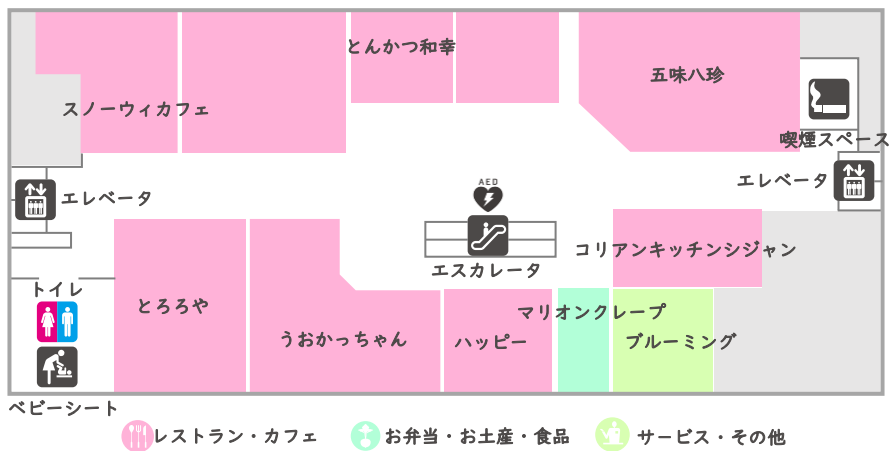 とんかつ和幸
五味八珍
スノーウィカフェ
喫煙スペース
エレベータ
AED
エレベータ
エスカレータ
コリアンキッチンシジャン
トイレ
とろろや
うおかっちゃん
ハッピー
マリオンクレープ
ブルーミング
ベビーシート
レストラン・カフェ
お弁当・お土産・食品
サービス・その他